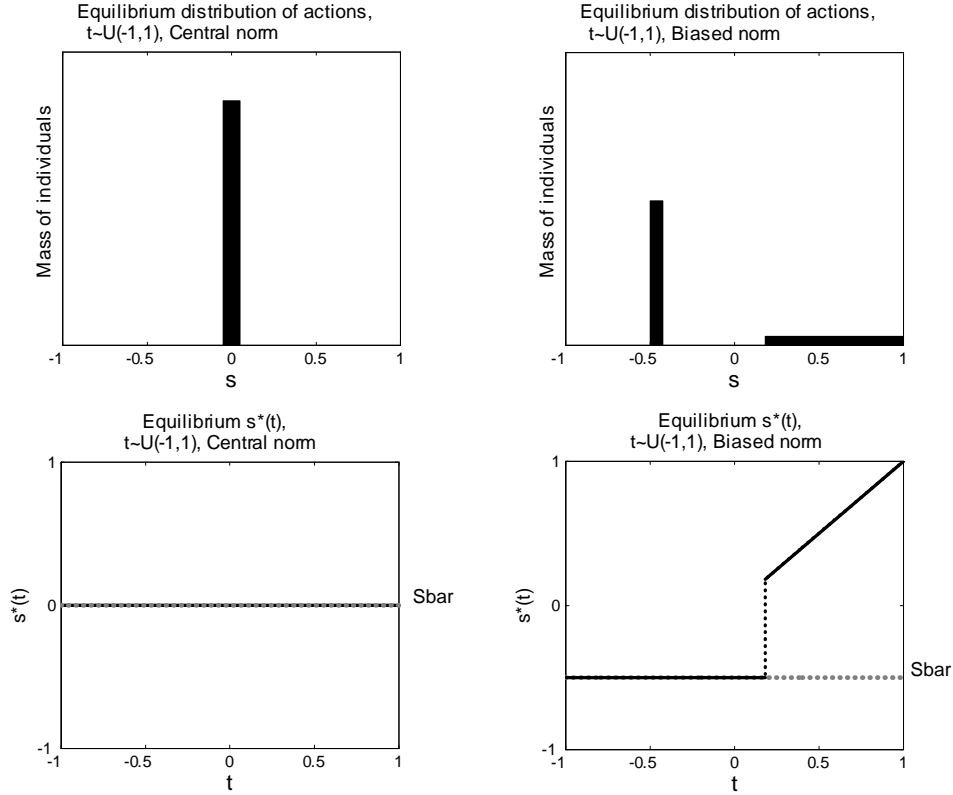 Equilibrium distribution of actions,
t~U(-1,1), Central norm
Mass of individuals
-1
-0.5
0
0.5
1
s
Equilibrium distribution of actions,
t~U(-1,1), Biased norm
Mass of individuals
-1
-0.5
0
0.5
1
s
Equilibrium s*(t),
t~U(-1,1), Central norm
1
s*(t)
0
Sbar
-1
-1
-0.5
0
0.5
1
t
Equilibrium s*(t),
t~U(-1,1), Biased norm
1
s*(t)
0
Sbar
-1
-1
-0.5
0
0.5
1
t